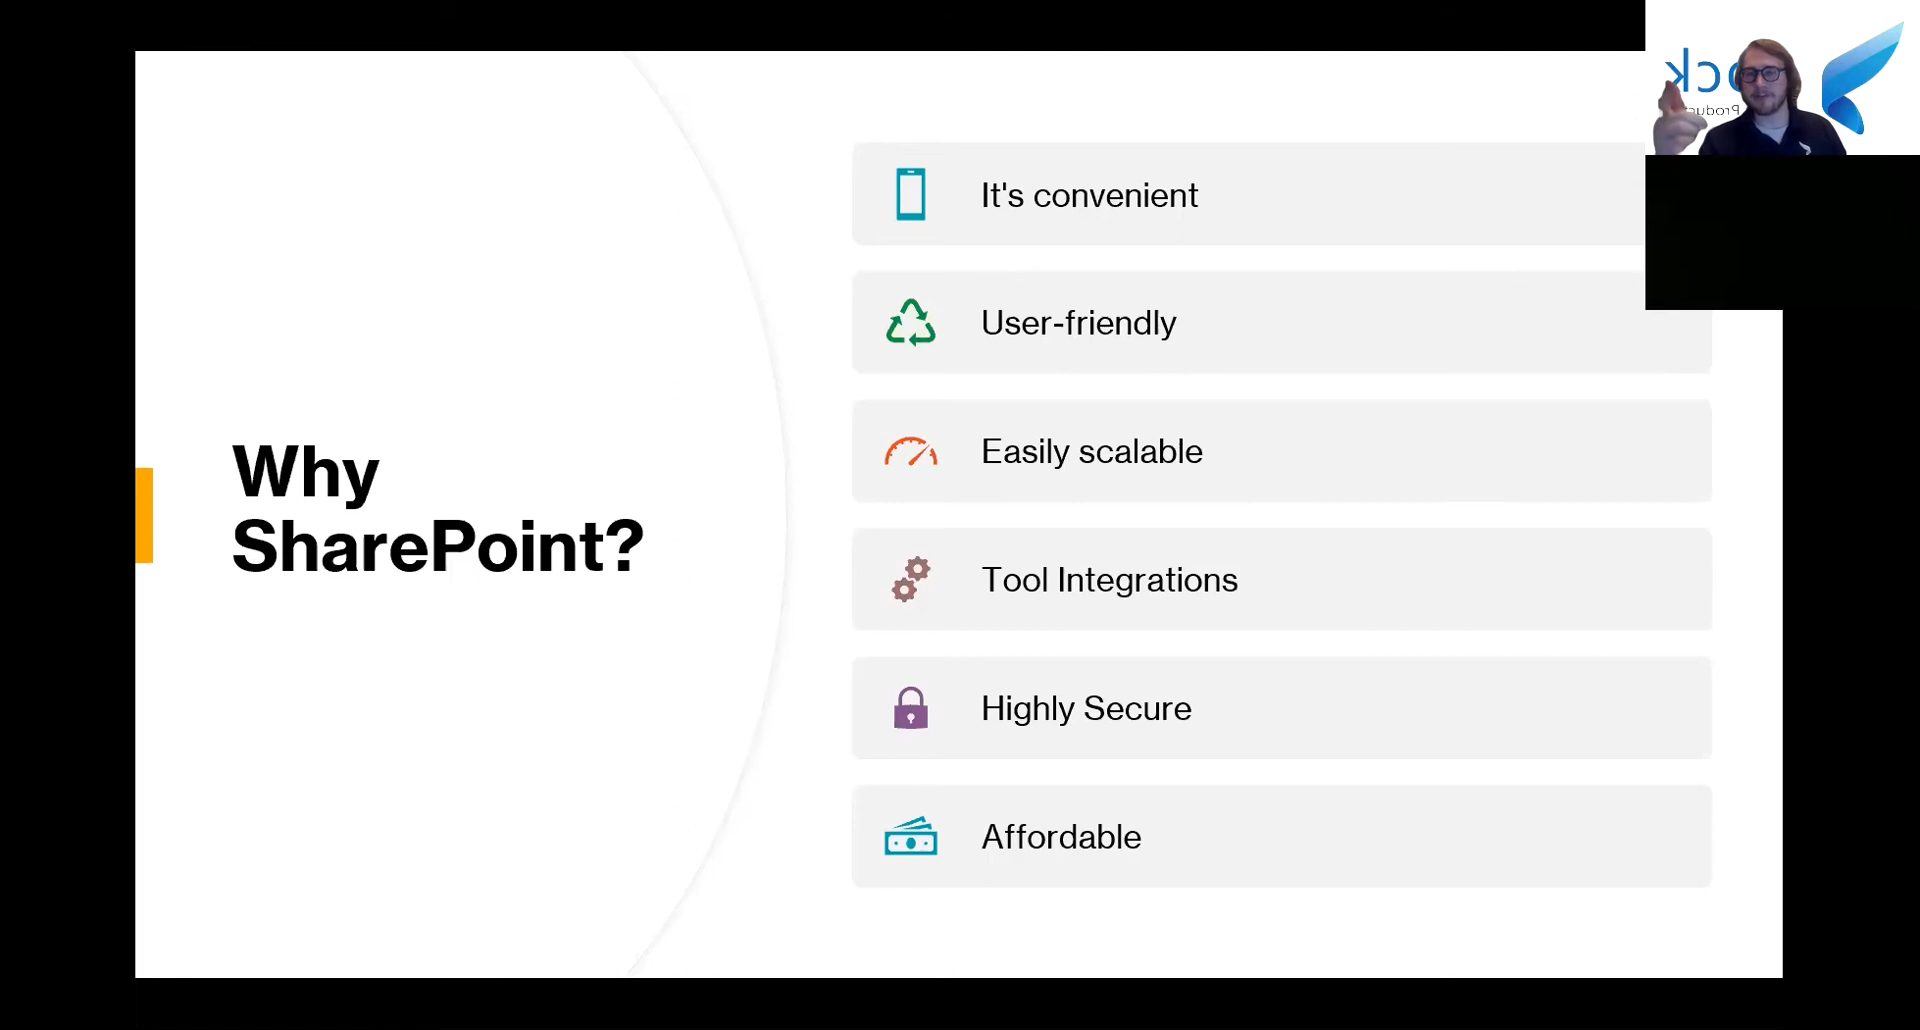 Why
SharePoint?
It's convenient
User-friendly
Easily scalable
Tool Integrations
Highly Secure
Affordable